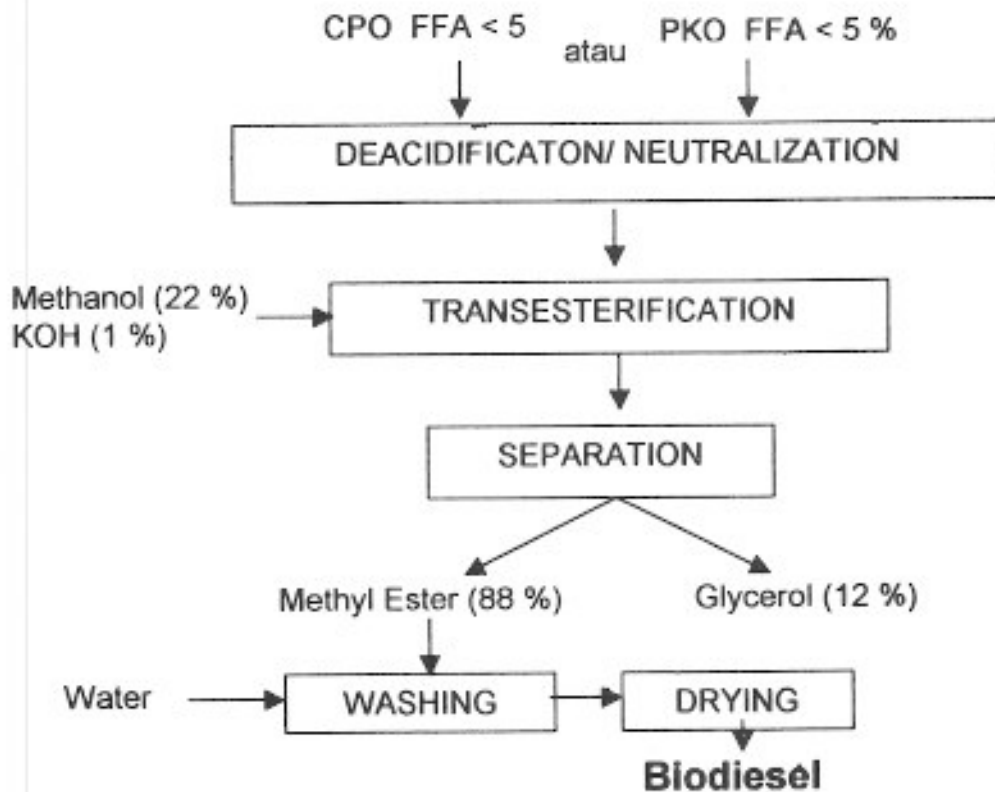 CPO FFA < 5
atau
PKO FFA < 5 %
DEACIDIFICATON/ NEUTRALIZATION
Methanol (22 %)
KOH (1 %)
TRANSESTERIFICATION
SEPARATION
Methyl Ester (88 %)
Glycerol (12 %)
Water
WASHING
DRYING
Biodiesel